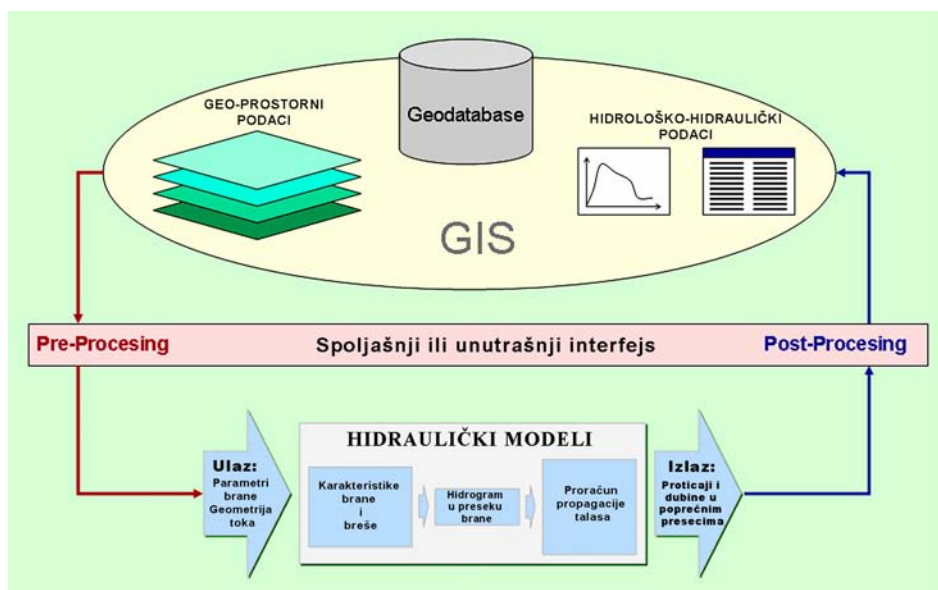 GEO-PROSTORNI
PODACI
Geodatabase
HIDROLOŠKO-HIDRAULIČKI
PODACI
GIS
Pre-Procesing
Spoljašnji ili unutrašnji interfejs
Post-Procesing
Ulaz:
Parametri
brane
Geometrija
toka
HIDRAULIČKI MODELI
Karakteristike
brane
i
breše
Hidrogram
u preseku
brane
Proračun
propagacije
talasa
Izlaz:
Proticaji i
dubine u
poprečnim
presecima